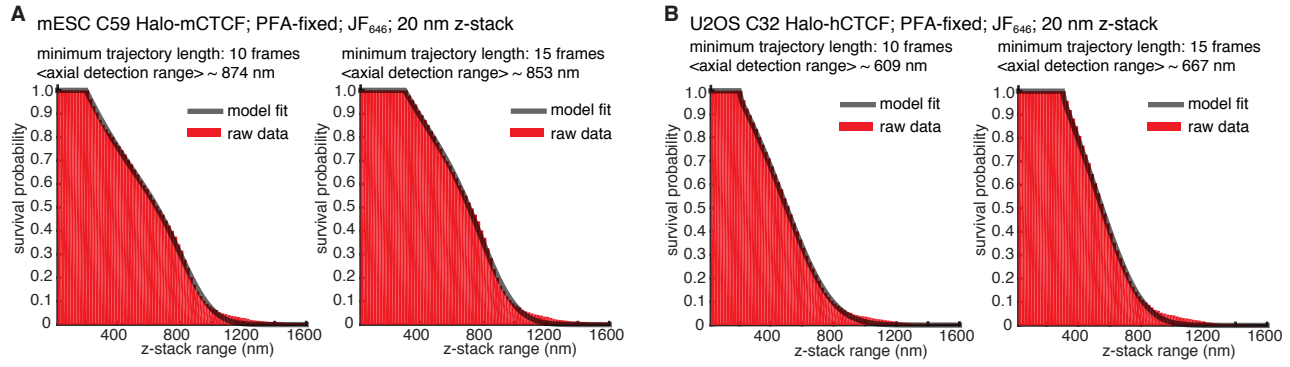 A mESC C59 Halo-mCTCF; PFA-fixed; JF646; 20 nm z-stack
minimum trajectory length: 10 frames
<axial detection range> ~ 874 nm
survival probability
1.0
0.9
0.8
0.7
0.6
0.5
0.4
0.3
0.2
0.1
0
model fit
raw data
400 800 1200 1600
z-stack range (nm)
minimum trajectory length: 15 frames
<axial detection range> ~ 853 nm
survival probability
1.0
0.9
0.8
0.7
0.6
0.5
0.4
0.3
0.2
0.1
0
model fit
raw data
400 800 1200 1600
z-stack range (nm)
B U2OS C32 Halo-hCTCF; PFA-fixed; JF646; 20 nm z-stack
minimum trajectory length: 10 frames
<axial detection range> ~ 609 nm
survival probability
1.0
0.9
0.8
0.7
0.6
0.5
0.4
0.3
0.2
0.1
0
model fit
raw data
400 800 1200 1600
z-stack range (nm)
minimum trajectory length: 15 frames
<axial detection range> ~ 667 nm
survival probability
1.0
0.9
0.8
0.7
0.6
0.5
0.4
0.3
0.2
0.1
0
model fit
raw data
400 800 1200 1600
z-stack range (nm)